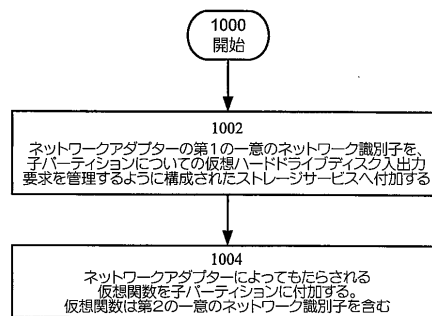 1000
開始
1002
ネットワークアダプターの第1の一意のネットワーク識別子を、
子パーティションについての仮想ハードドライブディスク入出力
要求を管理するように構成されたストレージサービスへ付加する
1004
ネットワークアダプターによってもたらされる
仮想関数を子パーティションに付加する。
仮想関数は第2の一意のネットワーク識別子を含む